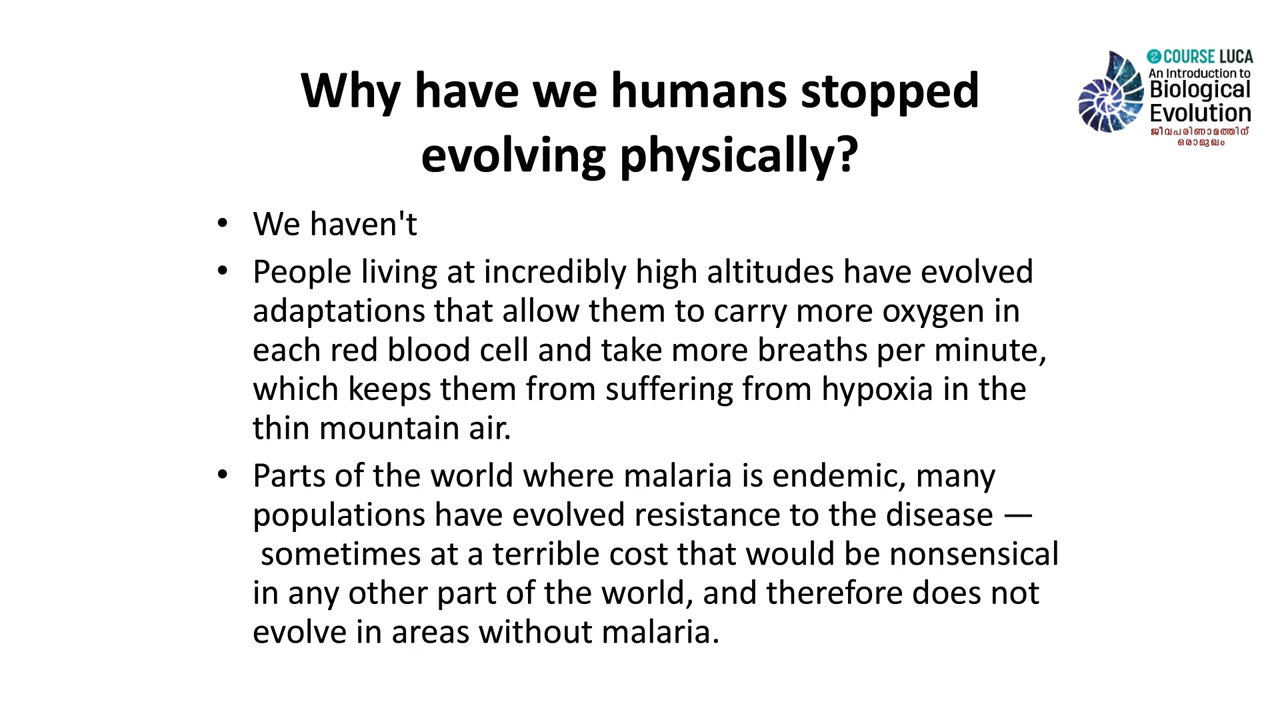 Why have we humans stopped
evolving physically?
COURSE LUCA
An Introduction to
Biological
Evolution
ജീവപരിണാമത്തിന്
ഒരാമുഖം
• We haven't
• People living at incredibly high altitudes have evolved
adaptations that allow them to carry more oxygen in
each red blood cell and take more breaths per minute,
which keeps them from suffering from hypoxia in the
thin mountain air.
• Parts of the world where malaria is endemic, many
populations have evolved resistance to the disease —
sometimes at a terrible cost that would be nonsensical
in any other part of the world, and therefore does not
evolve in areas without malaria.